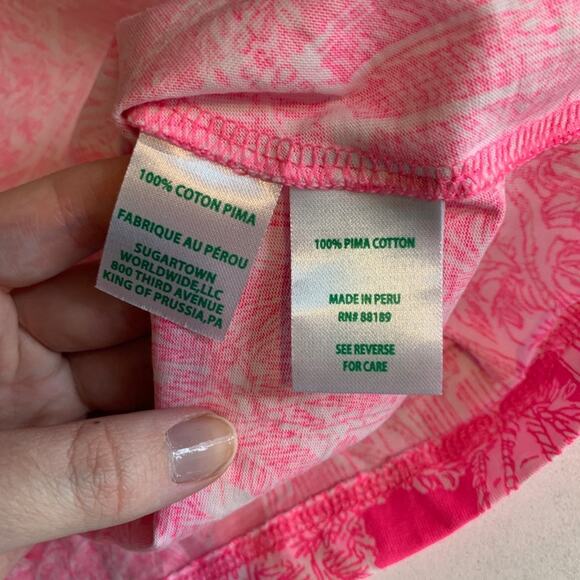 100% COTON PIMA
FABRIQUE AU PÉROU
SUGARTOWN
WORLDWIDE,LLC
800 THIRD AVENUE
KING OF PRUSSIA,PA
100% PIMA COTTON
MADE IN PERU
RN# 88189
SEE REVERSE
FOR CARE